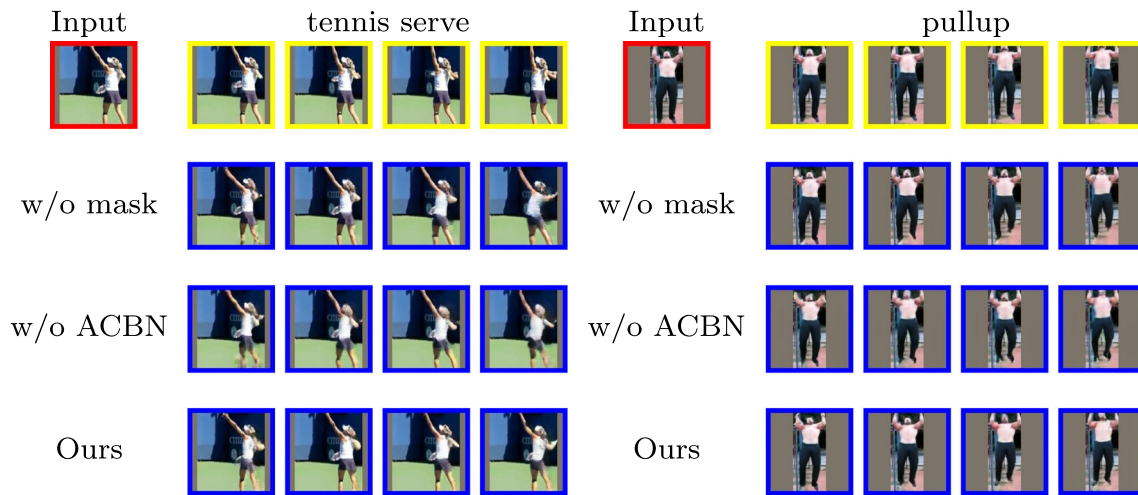 Input tennis serve Input pullup
w/o mask w/o mask
w/o ACBN w/o ACBN
Ours Ours